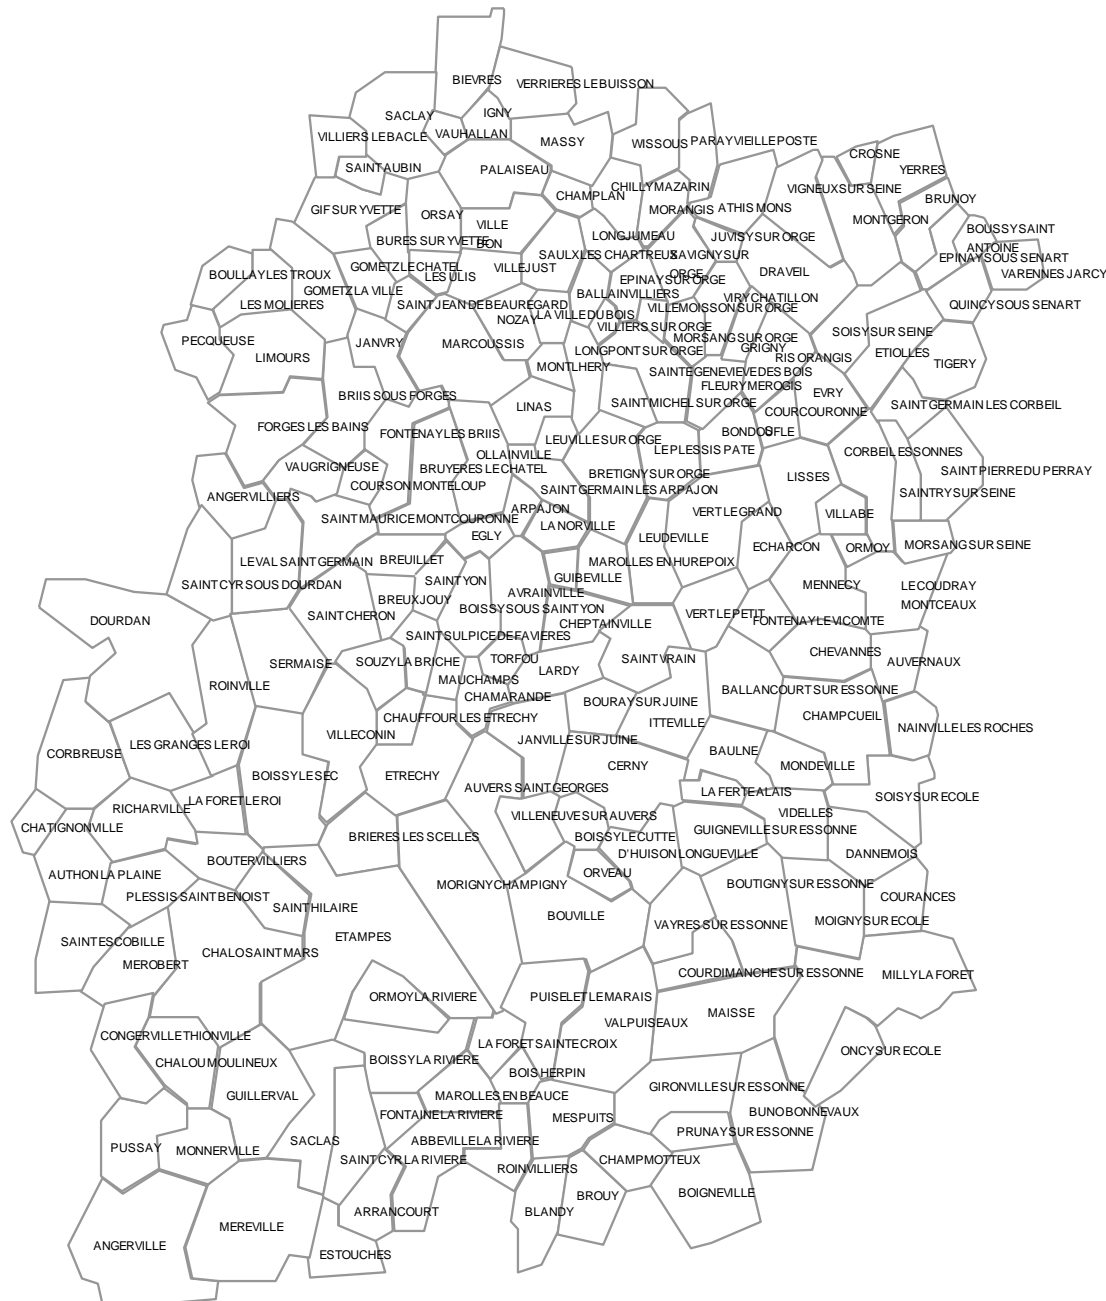 BIEVRES
VERRIERES LE BUISSON
IGNY
SACLAY
VILLIERS LE BACLE
VAUHALLAN
MASSY
WISSOUS
PARAY VIEILLE POSTE
CROSNE
YERRES
SAINT AUBIN
PALAISEAU
CHAMPLAN
CHILLY MAZARIN
VIGNEUX SUR SEINE
BRUNOY
GIF SUR YVETTE
ORSAY
MORANGIS
ATHIS MONS
MONTGERON
VILLE
BON
BURES SUR YVETTE
LONGJUMEAU
JUVISY SUR ORGE
BOUSSY SAINT
ANTOINE
SAULX LES CHARTREUX
SAVIGNY SUR
ORGE
EPINAY SOUS SENART
GOMETZ LE CHATEL
LES ULIS
VILLEJUST
DRAVEIL
VARENNES JARCY
BOULLAY LES TROUX
EPINAY SUR ORGE
GOMETZ LA VILLE
BALLAINVILLIERS
VIRY CHATILLON
LES MOLIERES
SAINT JEAN DE BEAUREGARD
VILLEMOISSON SUR ORGE
QUINCY SOUS SENART
NOZAY
LA VILLE DU BOIS
VILLIERS SUR ORGE
SOISY SUR SEINE
PECQUEUSE
JANVRY
MARCOUSSIS
MORSANG SUR ORGE
GRIGNY
LIMOURS
LONGPONT SUR ORGE
RIS ORANGIS
ETIOLLES
TIGERY
MONTLHERY
SAINTE GENEVIEVE DES BOIS
FLEURY MEROGIS
EVRY
BRIIS SOUS FORGES
LINAS
SAINT MICHEL SUR ORGE
COURCOURONNE
SAINT GERMAIN LES CORBEIL
FORGES LES BAINS
FONTENAY LES BRIIS
LEUVILLE SUR ORGE
LE PLESSIS PATE
BONDOUFLE
CORBEIL ESSONNES
OLLAINVILLE
VAUGRIGNEUSE
BRUYERES LE CHATEL
BRETIGNY SUR ORGE
LISSES
SAINT PIERRE DU PERRAY
COURSON MONTELOUP
SAINT GERMAIN LES ARPAJON
SAINTRY SUR SEINE
ANGERVILLIERS
ARPAJON
VERT LE GRAND
VILLABE
SAINT MAURICE MONTCOURONNE
LA NORVILLE
EGLY
LEUDEVILLE
ECHARCON
ORMOY
MORSANG SUR SEINE
LE VAL SAINT GERMAIN
BREUILLET
MAROLLES EN HUREPOIX
SAINT CYR SOUS DOURDAN
SAINT YON
GUIBEVILLE
MENNECY
LE COUDRAY
MONTCEAUX
BREUX JOUY
AVRAINVILLE
SAINT CHERON
BOISSY SOUS SAINT YON
VERT LE PETIT
FONTENAY LE VICOMTE
DOURDAN
CHEPTAINVILLE
SAINT SULPICE DE FAVIERES
CHEVANNES
AUVERNAUX
SERMAISE
SOUZY LA BRICHE
TORFOU
LARDY
SAINT VRAIN
ROINVILLE
MAUCHAMPS
BALLANCOURT SUR ESSONNE
CHAMARANDE
BOURAY SUR JUINE
CHAUFFOUR LES ETRECHY
ITTEVILLE
CHAMPCUEIL
NAINVILLE LES ROCHES
VILLECONIN
JANVILLE SUR JUINE
LES GRANGES LE ROI
CORBREUSE
BAULNE
MONDEVILLE
BOISSY LE SEC
ETRECHY
CERNY
AUVERS SAINT GEORGES
LA FERTE ALAIS
SOISY SUR ECOLE
RICHARVILLE
LA FORET LE ROI
VILLENEUVE SUR AUVERS
VIDELLES
CHATIGNONVILLE
BRIERES LES SCELLES
BOISSY LE CUTTE
GUIGNEVILLE SUR ESSONNE
D'HUISON LONGUEVILLE
DANNEMOIS
BOUTERVILLIERS
AUTHON LA PLAINE
ORVEAU
MORIGNY CHAMPIGNY
BOUTIGNY SUR ESSONNE
PLESSIS SAINT BENOIST
COURANCES
SAINT HILAIRE
BOUVILLE
VAYRES SUR ESSONNE
MOIGNY SUR ECOLE
SAINT ESCOBILLE
ETAMPES
CHALO SAINT MARS
MEROBERT
COURDIMANCHE SUR ESSONNE
MILLY LA FORET
ORMOY LA RIVIERE
PUISELET LE MARAIS
MAISSE
VALPUISEAUX
CONGERVILLE THIONVILLE
LA FORET SAINTE CROIX
ONCY SUR ECOLE
CHALOU MOULINEUX
BOISSY LA RIVIERE
BOIS HERPIN
GIRONVILLE SUR ESSONNE
GUILLERVAL
MAROLLES EN BEAUCE
BUNO BONNEVAUX
FONTAINE LA RIVIERE
MESPUITS
PRUNAY SUR ESSONNE
SACLAS
ABBEVILLE LA RIVIERE
PUSSAY
MONNERVILLE
SAINT CYR LA RIVIERE
CHAMPMOTTEUX
ROINVILLIERS
BOIGNEVILLE
BROUY
ARRANCOURT
BLANDY
MEREVILLE
ANGERVILLE
ESTOUCHES